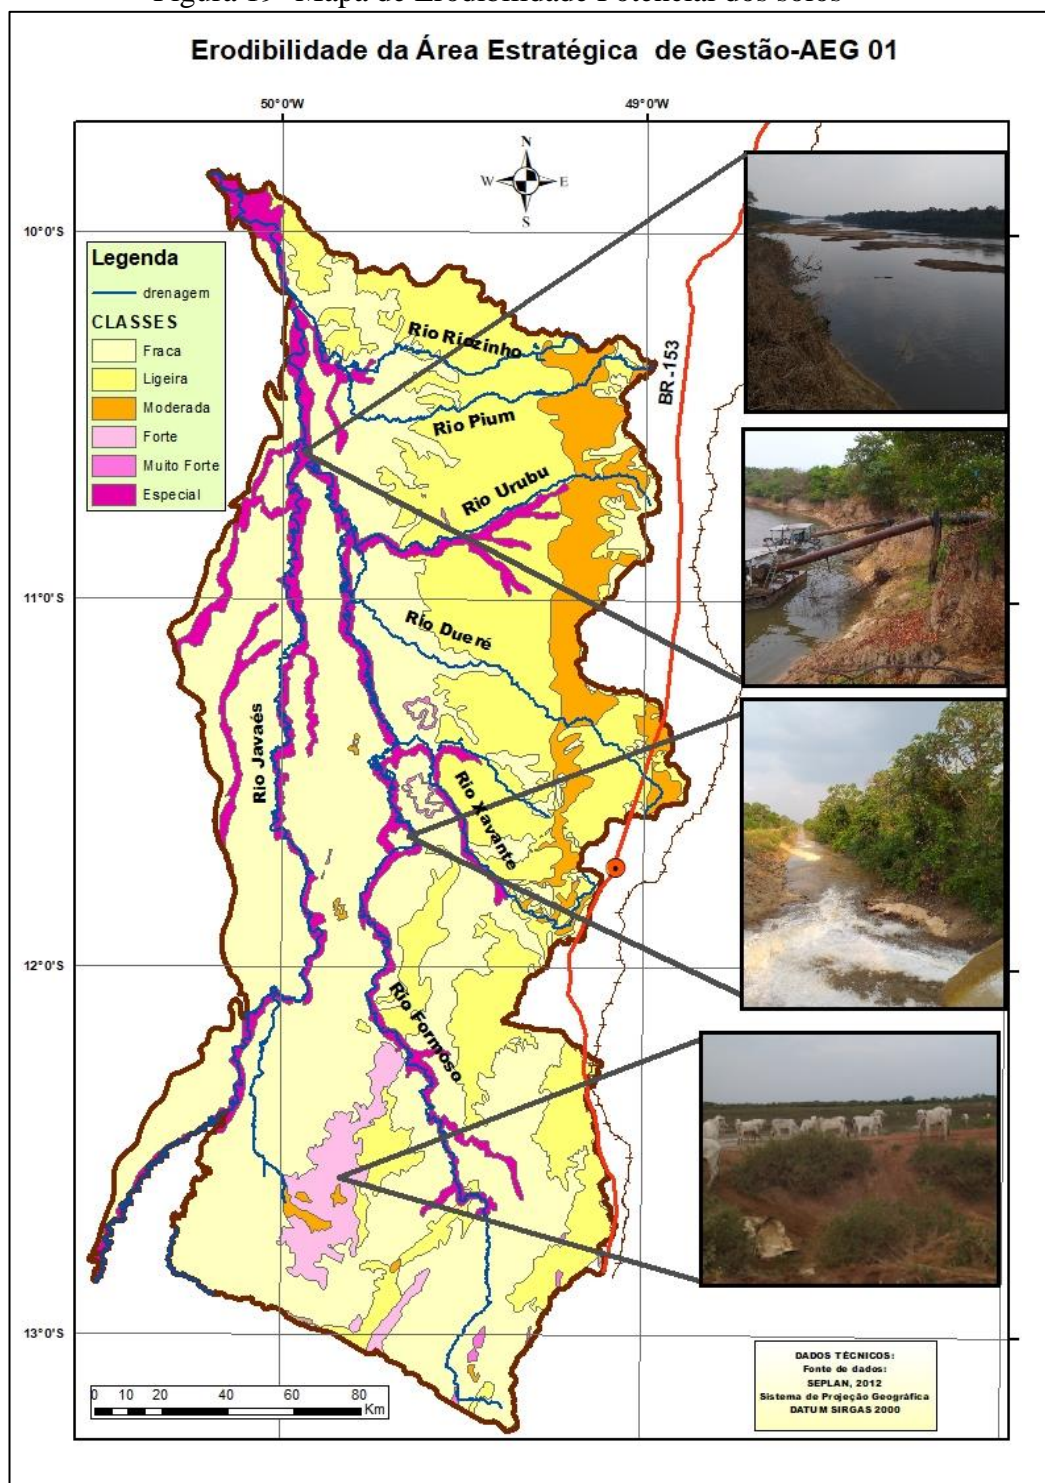 Figura 19- Mapa de Erodibilidade Potencial dos solos
Erodibilidade da Área Estratégica de Gestão-AEG 01
50°0'W
49°0'W
N
W
E
S
10°0'S
Legenda
drenagem
CLASSES
Fraca
Ligeira
Moderada
Forte
Muito Forte
Especial
Rio Riozinho
BR-153
Rio Pium
Rio Urubu
11°0'S
Rio Dueré
Rio Javaés
Rio Xavante
12°0'S
Rio Formoso
13°0'S
DADOS TÉCNICOS:
Fonte de dados:
SEPLAN, 2012
Sistema de Projeção Geográfica
DATUM SIRGAS 2000
0 10 20 40 60 80
Km